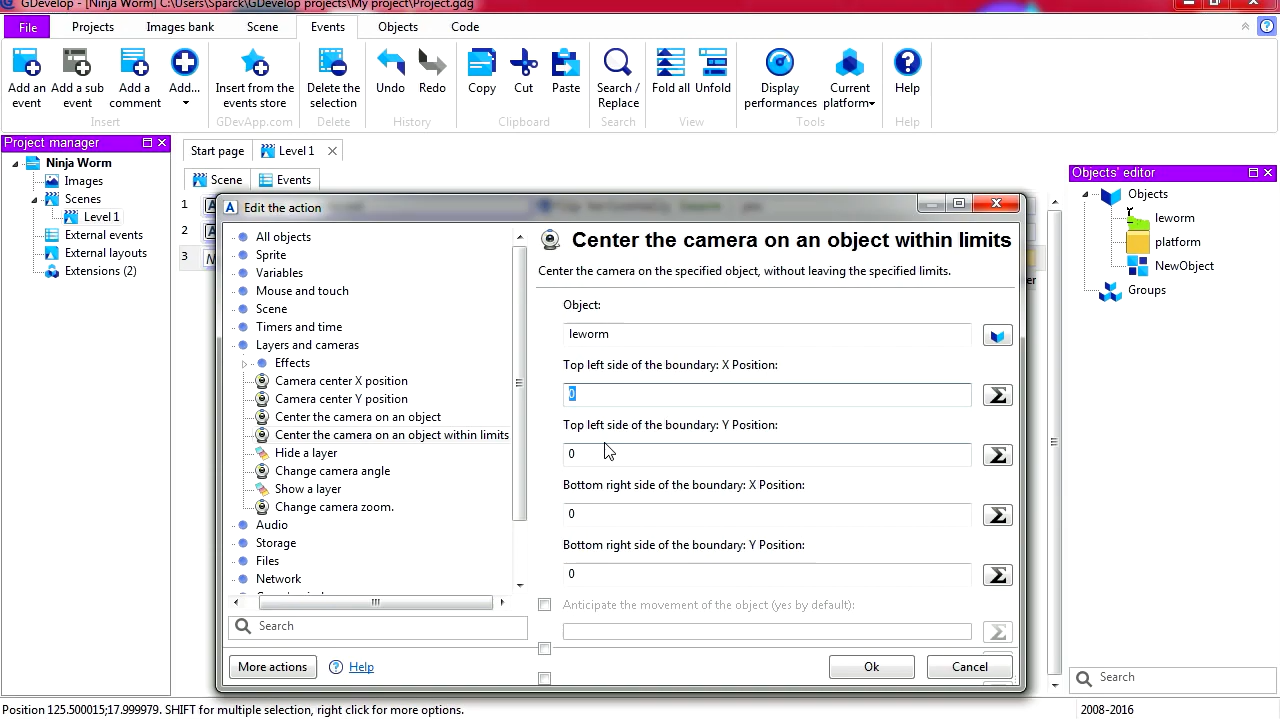 GDevelop - [Ninja Worm] C:\Users\Sparck\GDevelop projects\My project\Project.gdg
File Projects Images bank Scene Events Objects Code
Add an event
Add a sub event
Add a comment
Add...
Insert from the events store
Delete the selection
Undo
Redo
Copy
Cut
Paste
Search / Replace
Fold all
Unfold
Display performances
Current platform
Help
Insert GDevApp.com Delete History Clipboard Search View Tools Help
Project manager
Ninja Worm
Images
Scenes
Level 1
External events
External layouts
Extensions (2)
Start page Level 1
Scene Events
1
2
3
Edit the action
All objects
Sprite
Variables
Mouse and touch
Scene
Timers and time
Layers and cameras
Effects
Camera center X position
Camera center Y position
Center the camera on an object
Center the camera on an object within limits
Hide a layer
Change camera angle
Show a layer
Change camera zoom.
Audio
Storage
Files
Network
Search
More actions Help
Center the camera on an object within limits
Center the camera on the specified object, without leaving the specified limits.
Object:
leworm
Top left side of the boundary: X Position:
0
Top left side of the boundary: Y Position:
0
Bottom right side of the boundary: X Position:
0
Bottom right side of the boundary: Y Position:
0
Anticipate the movement of the object (yes by default):
Ok Cancel
Objects' editor
Objects
leworm
platform
NewObject
Groups
Search
Position 125.500015;17.999979. SHIFT for multiple selection, right click for more options.
2008-2016